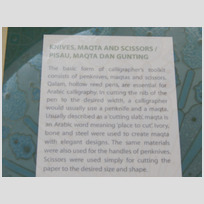 KNIVES, MAQTA AND SCISSORS /
PISAU, MAQTA DAN GUNTING
The basic form of calligrapher's toolkit
consists of penknives, maqtas and scissors.
Qalam, hollow reed pens, are essential for
Arabic calligraphy. In cutting the nib of the
pen to the desired width, a calligrapher
would usually use a penknife and a maqta.
Usually described as a 'cutting slab', maqta is
an Arabic word meaning 'place to cut'. Ivory,
bone and steel were used to create maqta
with elegant designs. The same materials
were also used for the handles of penknives.
Scissors were used simply for cutting the
paper to the desired size and shape.